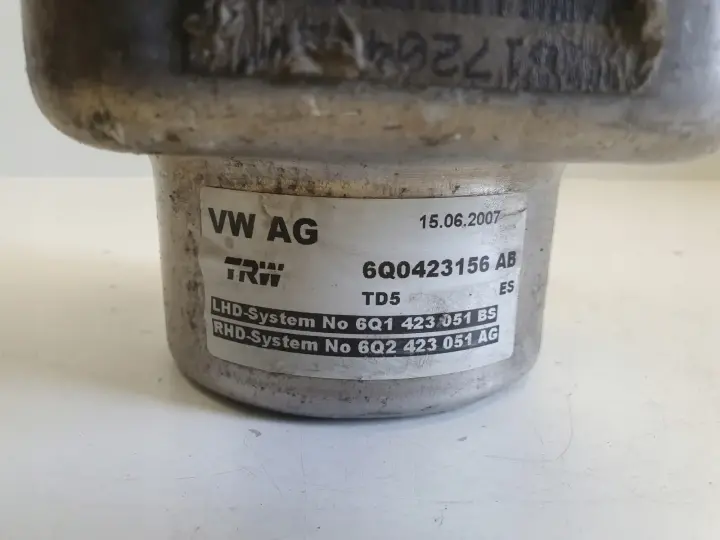 VW AG
15.06.2007
TRW
6Q0423156 AB
TD5
ES
LHD-System No 6Q1 423 051 BS
RHD-System No 6Q2 423 051 AG